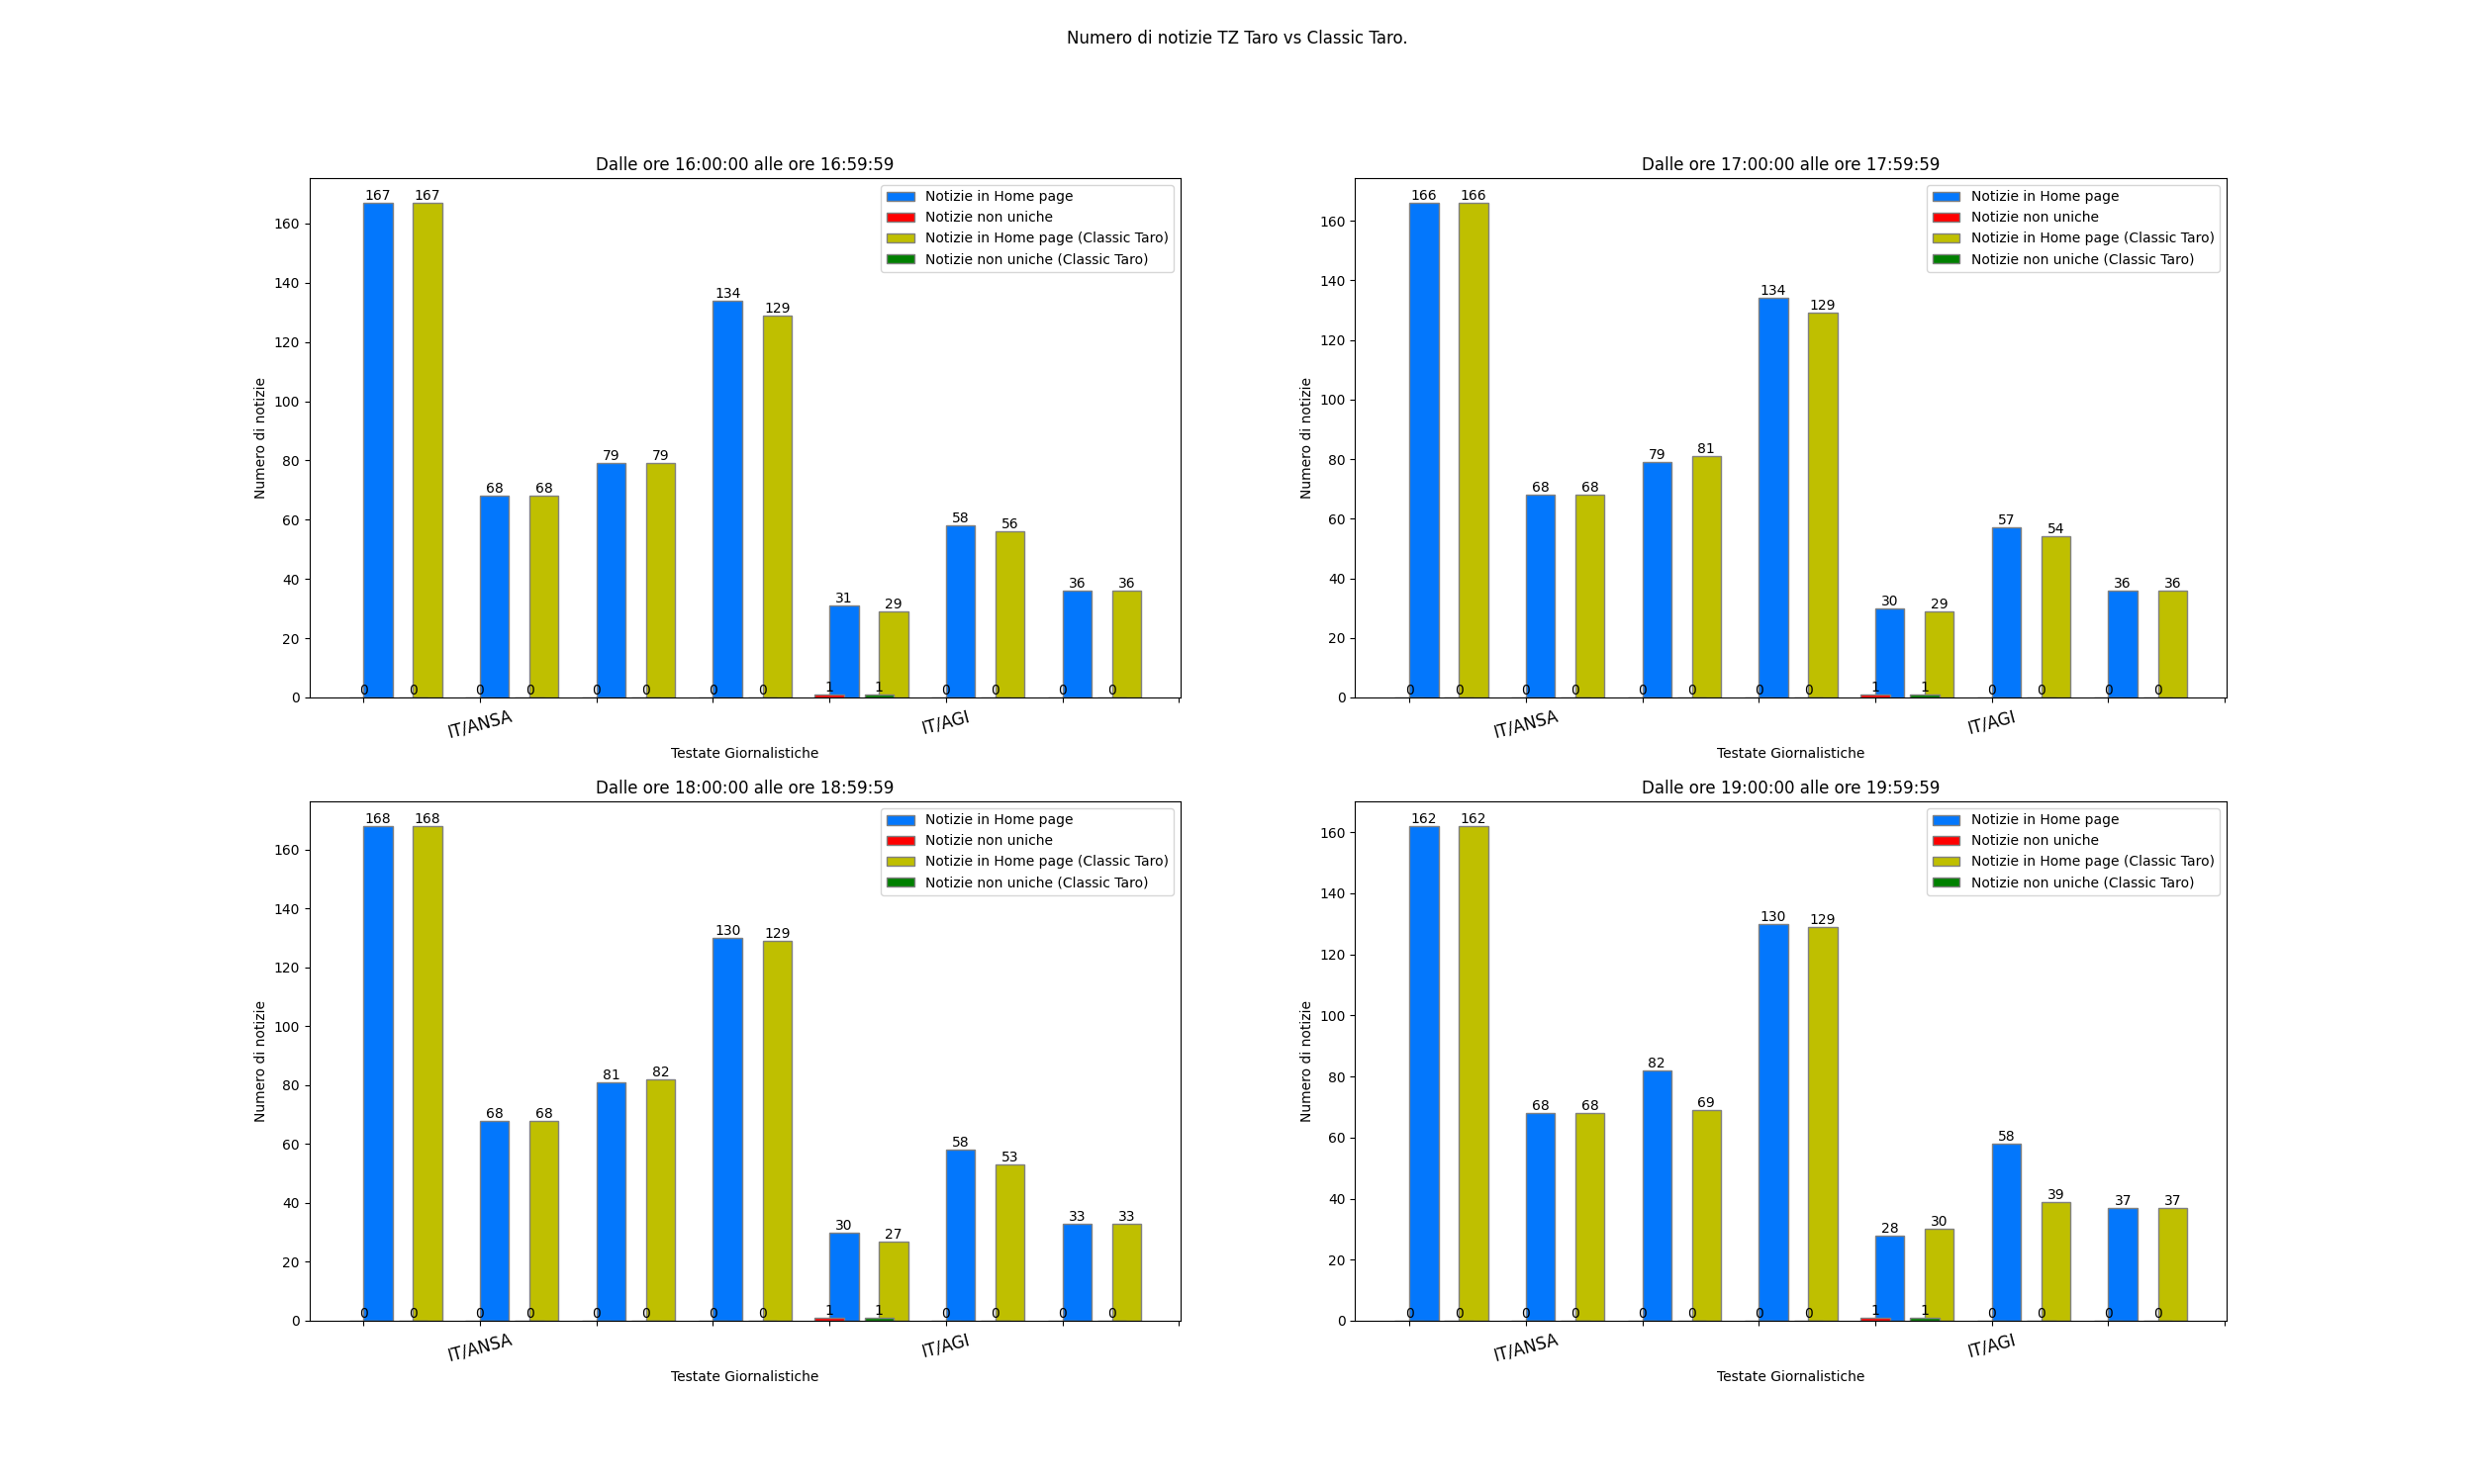 Numero di notizie TZ Taro vs Classic Taro.
Dalle ore 16:00:00 alle ore 16:59:59
Numero di notizie
160
140
120
100
80
60
40
20
0
167 167
68 68
79 79
134 129
31 29
58 56
36 36
0 0 0 0 0 0 0 0 1 1 0 0 0 0
Notizie in Home page
Notizie non uniche
Notizie in Home page (Classic Taro)
Notizie non uniche (Classic Taro)
IT/ANSA IT/AGI
Testate Giornalistiche
Dalle ore 17:00:00 alle ore 17:59:59
Numero di notizie
160
140
120
100
80
60
40
20
0
166 166
68 68
79 81
134 129
30 29
57 54
36 36
0 0 0 0 0 0 0 0 1 1 0 0 0 0
Notizie in Home page
Notizie non uniche
Notizie in Home page (Classic Taro)
Notizie non uniche (Classic Taro)
IT/ANSA IT/AGI
Testate Giornalistiche
Dalle ore 18:00:00 alle ore 18:59:59
Numero di notizie
160
140
120
100
80
60
40
20
0
168 168
68 68
81 82
130 129
30 27
58 53
33 33
0 0 0 0 0 0 0 0 1 1 0 0 0 0
Notizie in Home page
Notizie non uniche
Notizie in Home page (Classic Taro)
Notizie non uniche (Classic Taro)
IT/ANSA IT/AGI
Testate Giornalistiche
Dalle ore 19:00:00 alle ore 19:59:59
Numero di notizie
160
140
120
100
80
60
40
20
0
162 162
68 68
82 69
130 129
28 30
58 39
37 37
0 0 0 0 0 0 0 0 1 1 0 0 0 0
Notizie in Home page
Notizie non uniche
Notizie in Home page (Classic Taro)
Notizie non uniche (Classic Taro)
IT/ANSA IT/AGI
Testate Giornalistiche